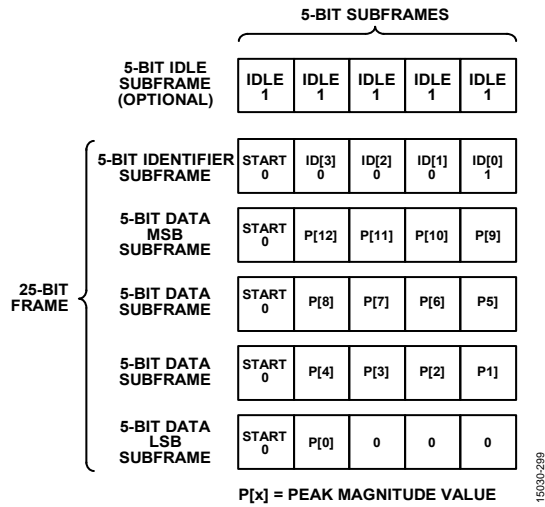 5-BIT SUBFRAMES
5-BIT IDLE
SUBFRAME
(OPTIONAL)
IDLE IDLE IDLE IDLE IDLE
1 1 1 1 1
25-BIT
FRAME
5-BIT IDENTIFIER
SUBFRAME
START ID[3] ID[2] ID[1] ID[0]
0 0 0 0 1
5-BIT DATA
MSB
SUBFRAME
START
0
P[12] P[11] P[10] P[9]
5-BIT DATA
SUBFRAME
START
0
P[8] P[7] P[6] P5]
5-BIT DATA
SUBFRAME
START
0
P[4] P[3] P[2] P1]
5-BIT DATA
LSB
SUBFRAME
START
0
P[0] 0 0 0
P[x] = PEAK MAGNITUDE VALUE
15030-299